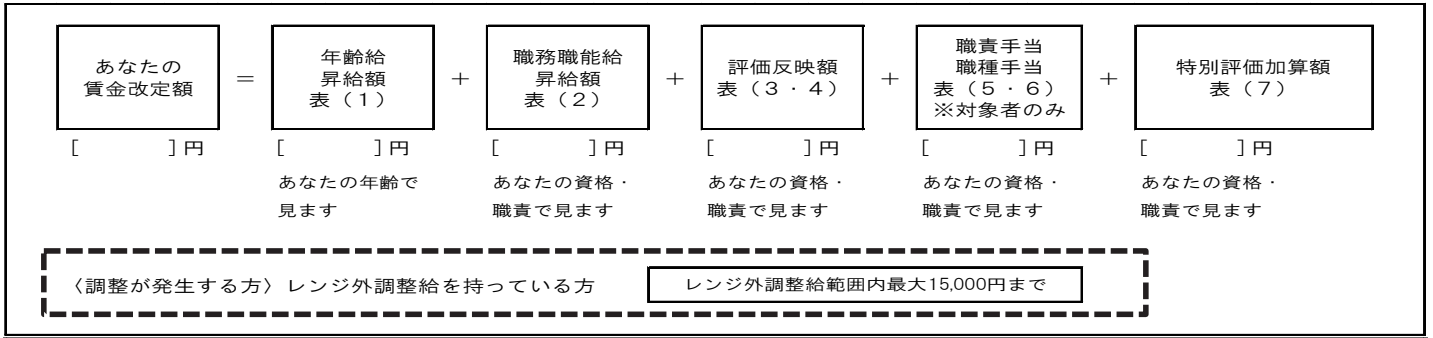 あなたの
賃金改定額
＝
年齢給
昇給額
表（1）
＋
職務職能給
昇給額
表（2）
＋
評価反映額
表（3・4）
＋
職責手当
職種手当
表（5・6）
※対象者のみ
＋
特別評価加算額
表（7）
［　　　］円
［　　　］円
［　　　］円
［　　　］円
［　　　］円
［　　　］円
あなたの年齢で
見ます
あなたの資格・
職責で見ます
あなたの資格・
職責で見ます
あなたの資格・
職責で見ます
あなたの資格・
職責で見ます
〈調整が発生する方〉レンジ外調整給を持っている方
レンジ外調整給範囲内最大15,000円まで